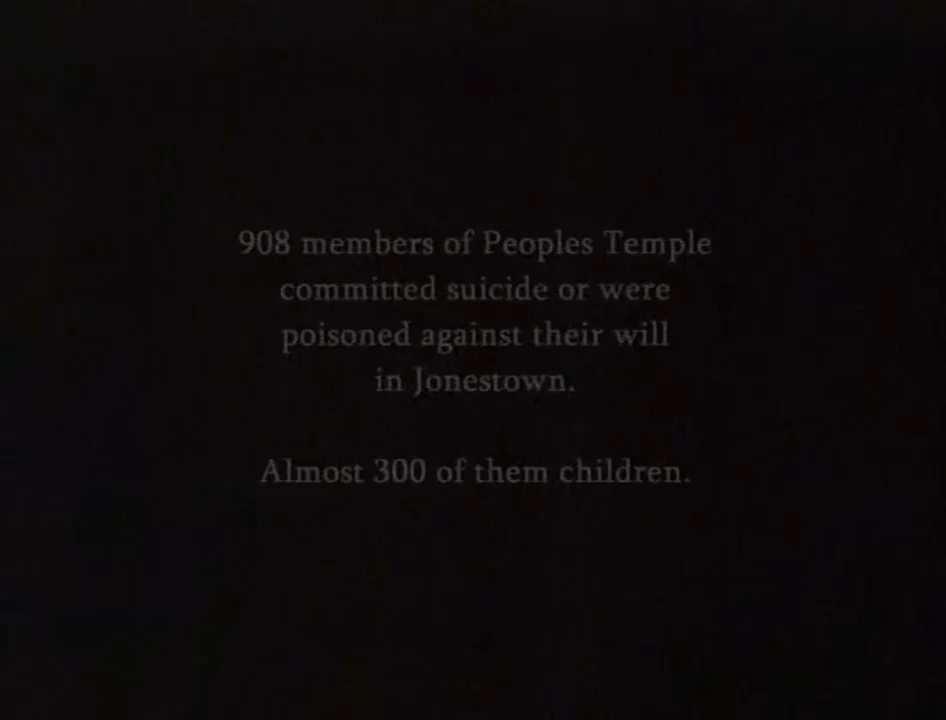 908 members of Peoples Temple
committed suicide or were
poisoned against their will
in Jonestown.
Almost 300 of them children.